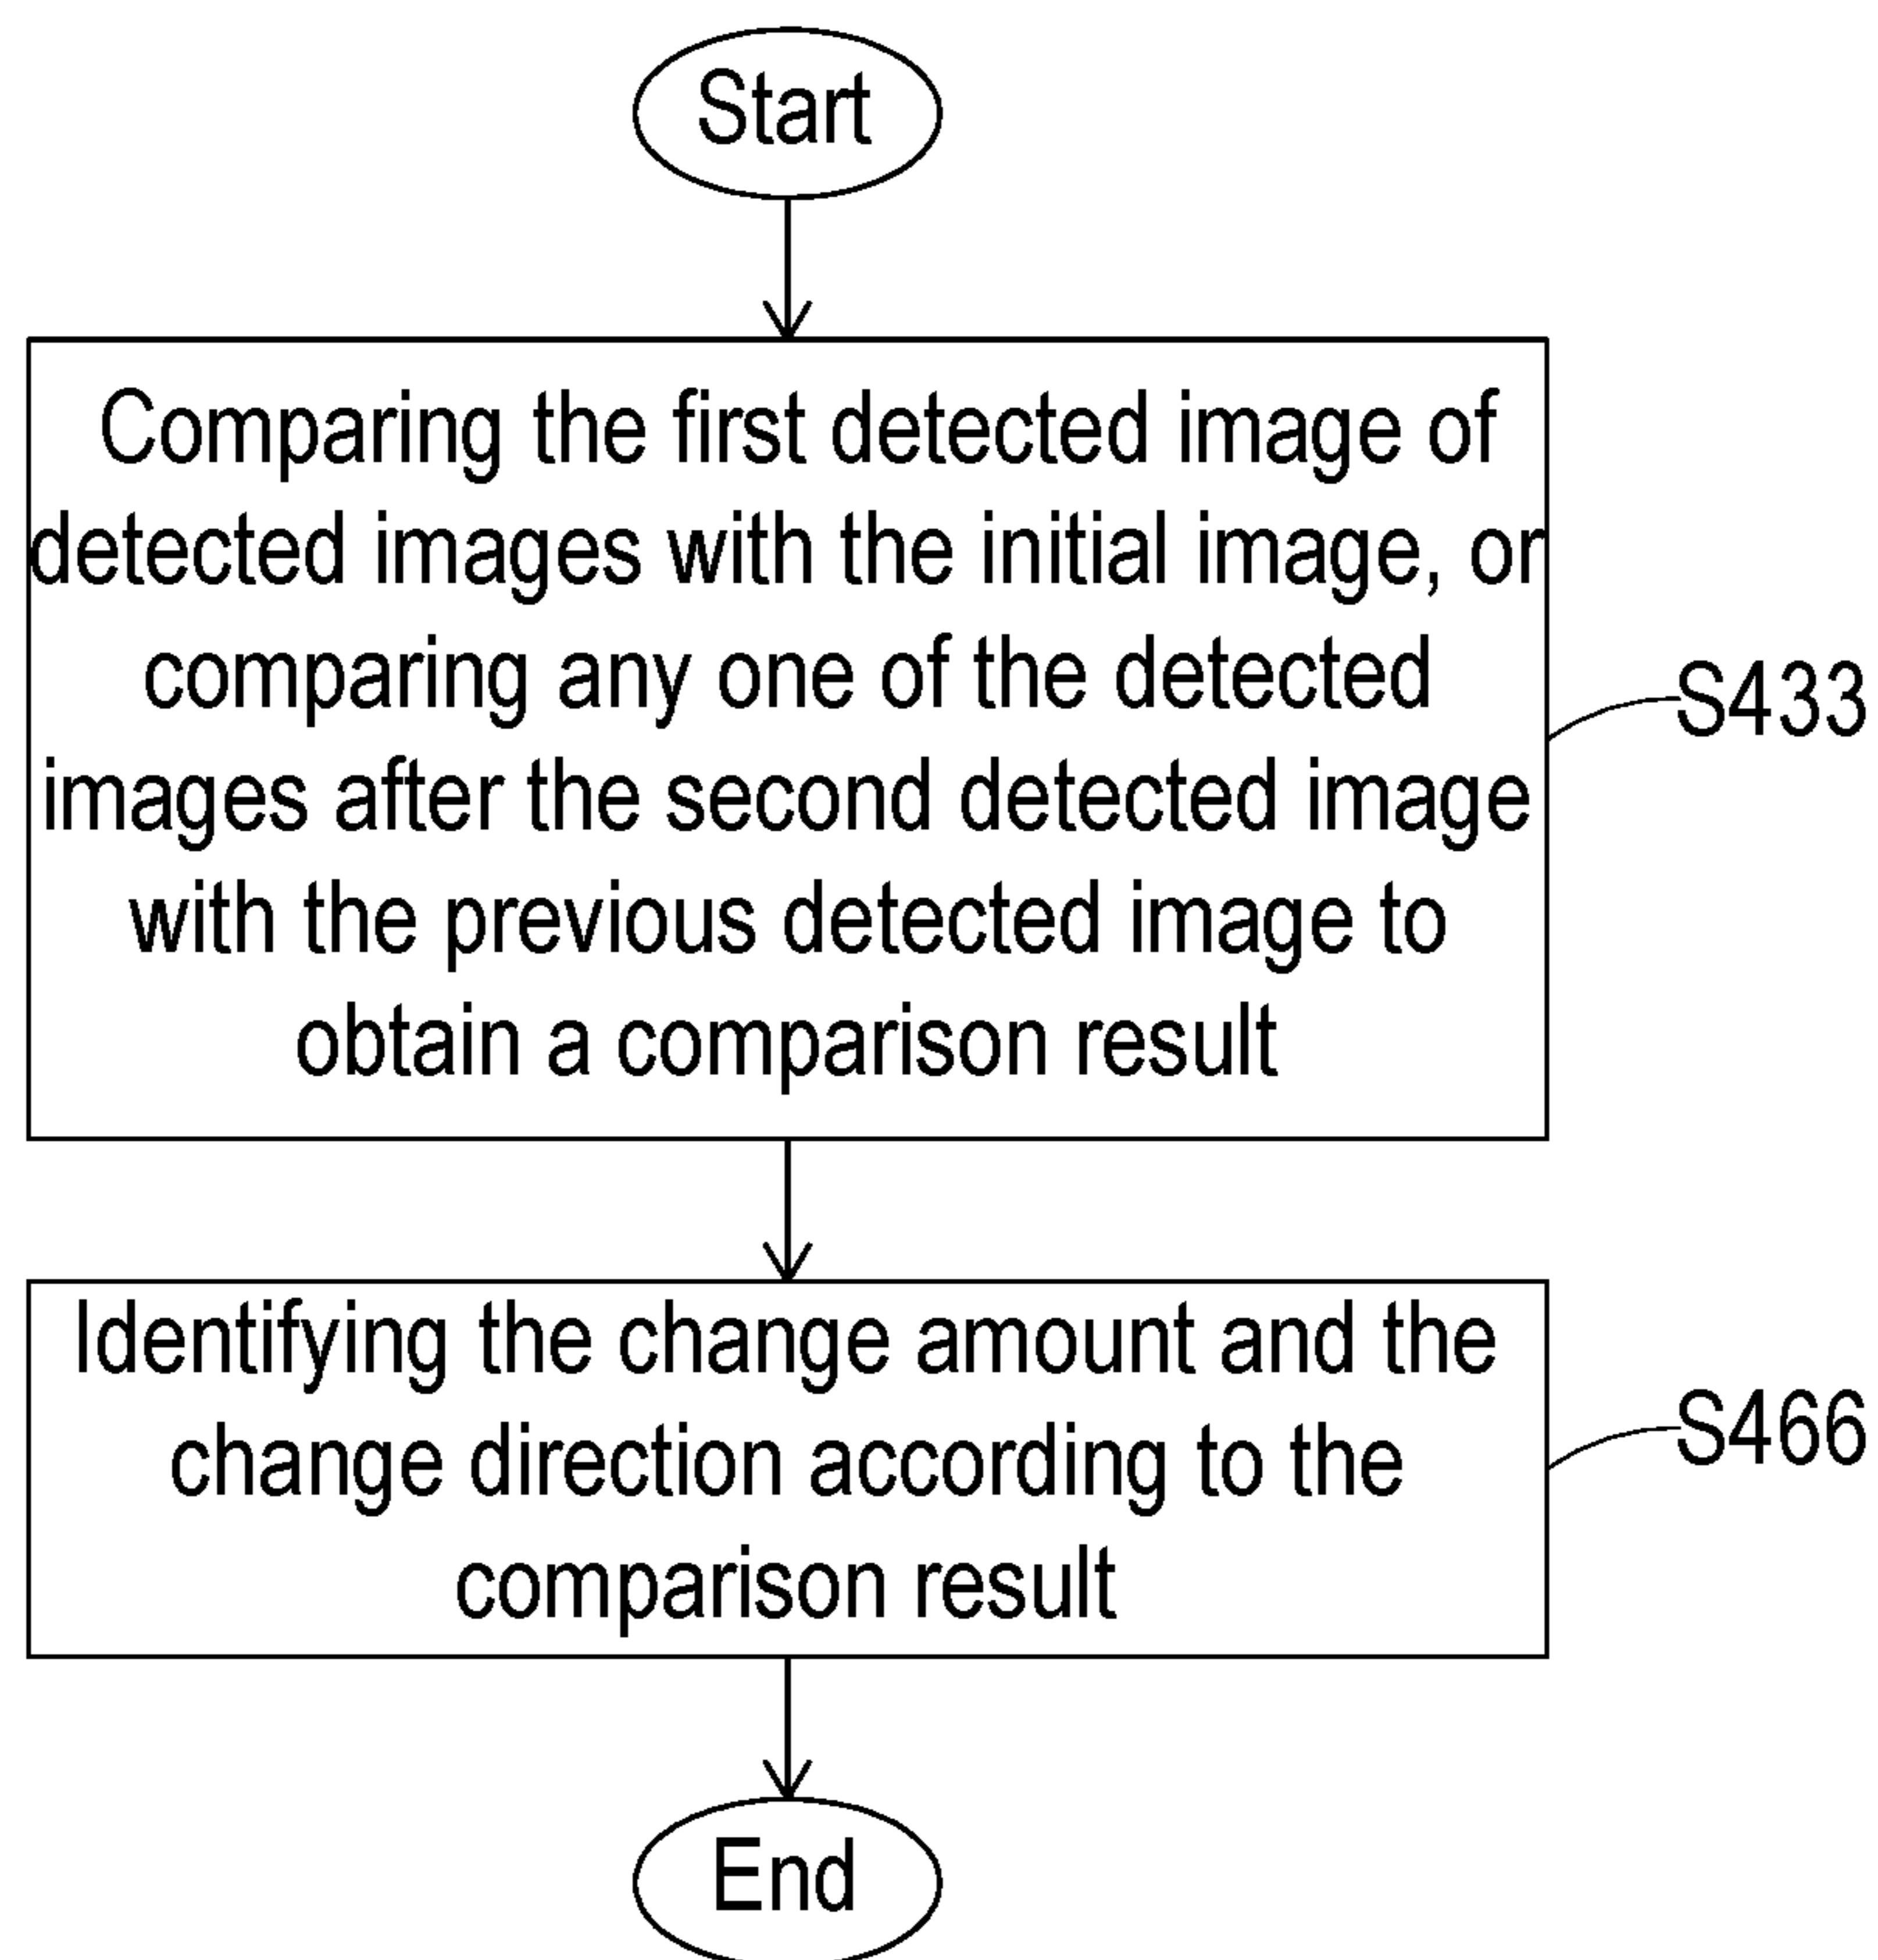 Start
Comparing the first detected image of
detected images with the initial image, or
comparing any one of the detected
images after the second detected image
with the previous detected image to
obtain a comparison result
S433
Identifying the change amount and the
change direction according to the
comparison result
S466
End